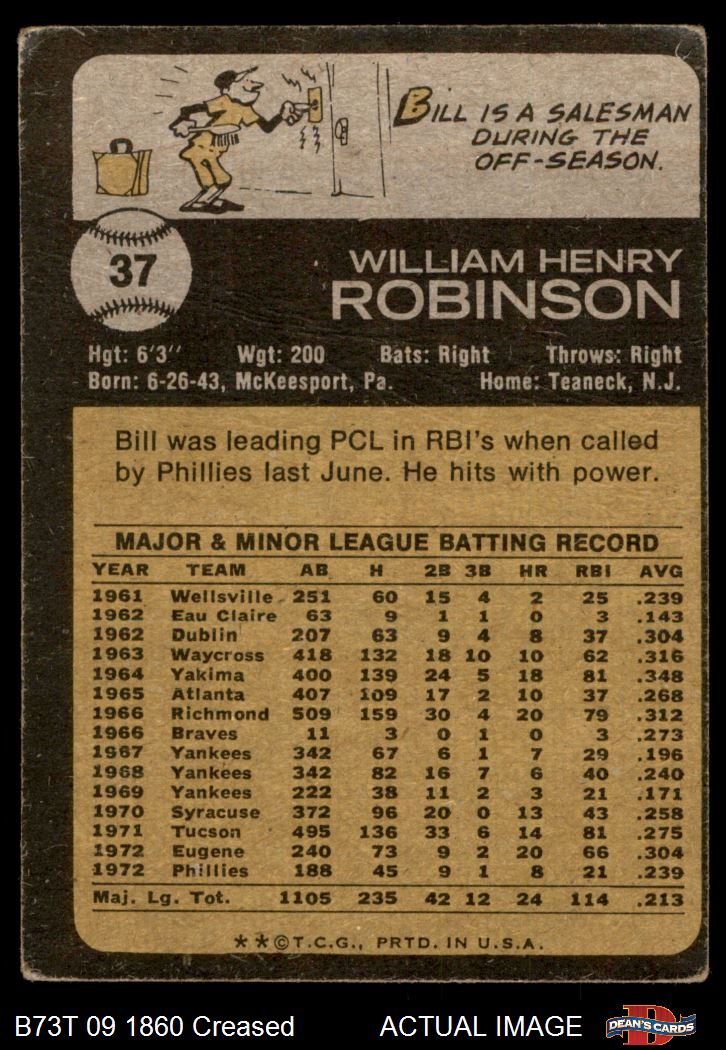 BILL IS A SALESMAN
DURING THE
OFF-SEASON.
37
WILLIAM HENRY
ROBINSON
Hgt: 6'3" Wgt: 200 Bats: Right Throws: Right
Born: 6-26-43, McKeesport, Pa. Home: Teaneck, N.J.
Bill was leading PCL in RBI's when called
by Phillies last June. He hits with power.
MAJOR & MINOR LEAGUE BATTING RECORD
YEAR TEAM AB H 2B 3B HR RBI AVG
1961 Wellsville 251 60 15 4 2 25 .239
1962 Eau Claire 63 9 1 1 0 3 .143
1962 Dublin 207 63 9 4 8 37 .304
1963 Waycross 418 132 18 10 10 62 .316
1964 Yakima 400 139 24 5 18 81 .348
1965 Atlanta 407 109 17 2 10 37 .268
1966 Richmond 509 159 30 4 20 79 .312
1966 Braves 11 3 0 1 0 3 .273
1967 Yankees 342 67 6 1 7 29 .196
1968 Yankees 342 82 16 7 6 40 .240
1969 Yankees 222 38 11 2 3 21 .171
1970 Syracuse 372 96 20 0 13 43 .258
1971 Tucson 495 136 33 6 14 81 .275
1972 Eugene 240 73 9 2 20 66 .304
1972 Phillies 188 45 9 1 8 21 .239
Maj. Lg. Tot. 1105 235 42 12 24 114 .213
**©T.C.G., PRTD. IN U.S.A.
B73T 09 1860 Creased ACTUAL IMAGE
D
DEAN'S CARDS